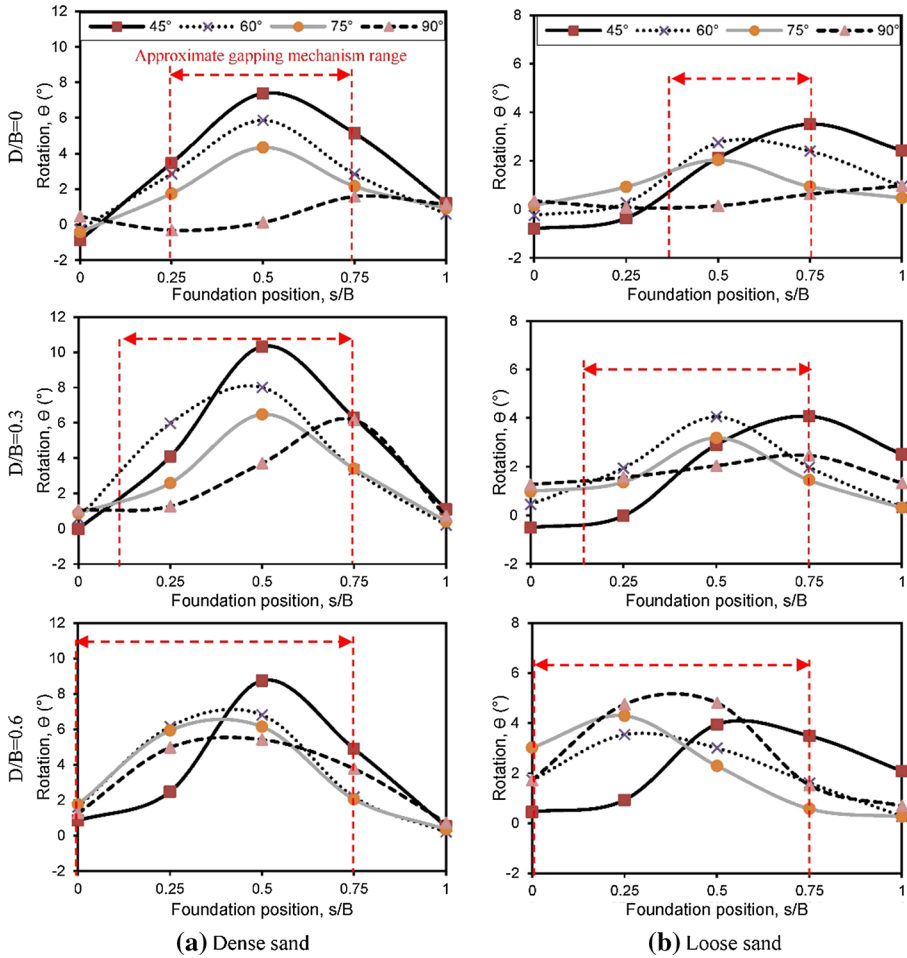 45° 60° 75° 90°
Approximate gapping mechanism range
12
10
8
6
4
2
0
-2
D/B=0
Rotation, Θ (°)
0 0.25 0.5 0.75 1
Foundation position, s/B
45° 60° 75° 90°
8
6
4
2
0
-2
Rotation, Θ (°)
0 0.25 0.5 0.75 1
Foundation position, s/B
12
10
8
6
4
2
0
-2
D/B=0.3
Rotation, Θ (°)
0 0.25 0.5 0.75 1
Foundation position, s/B
8
6
4
2
0
-2
Rotation, Θ (°)
0 0.25 0.5 0.75 1
Foundation position, s/B
12
10
8
6
4
2
0
-2
D/B=0.6
Rotation, Θ (°)
0 0.25 0.5 0.75 1
Foundation position, s/B
8
6
4
2
0
-2
Rotation, Θ (°)
0 0.25 0.5 0.75 1
Foundation position, s/B
(a) Dense sand
(b) Loose sand